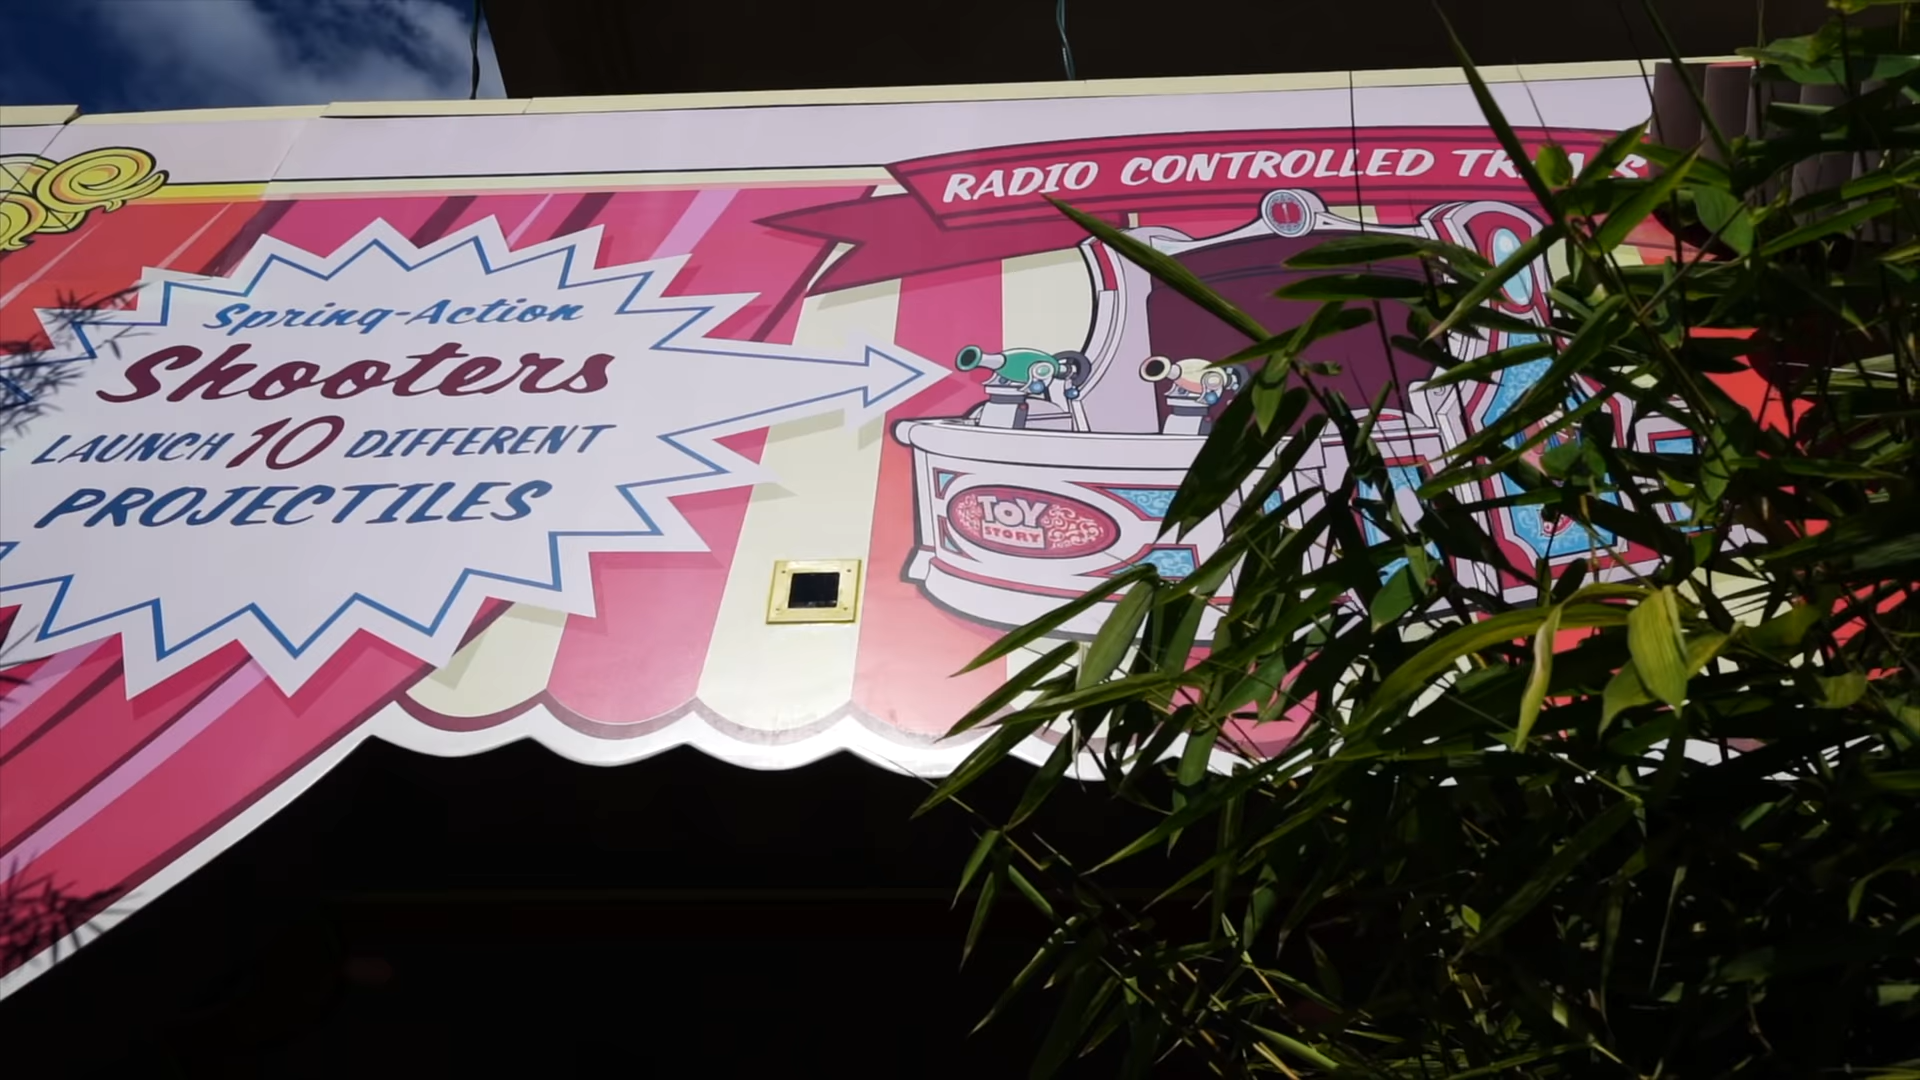 RADIO CONTROLLED
Spring-Action
Shooters
LAUNCH 10 DIFFERENT
PROJECTILES
TOY
STORY